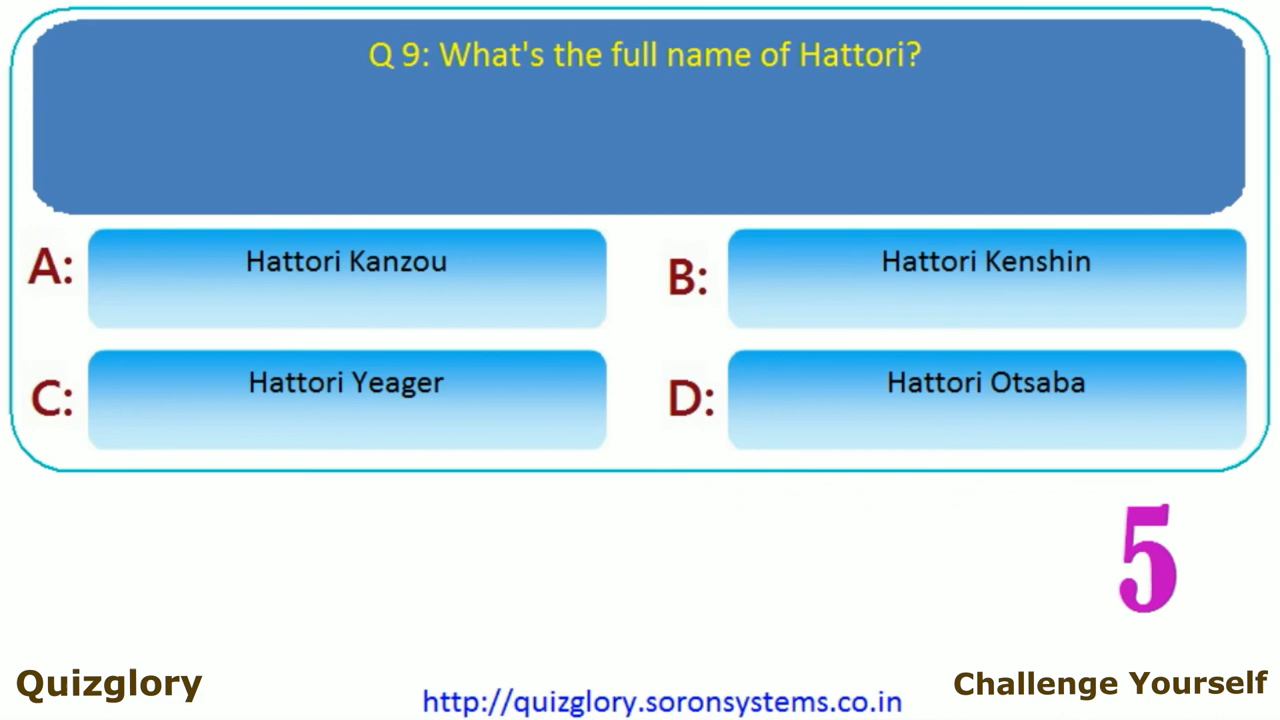 Q 9: What's the full name of Hattori?
A: Hattori Kanzou
B: Hattori Kenshin
C: Hattori Yeager
D: Hattori Otsaba
5
Quizglory
http://quizglory.soronsystems.co.in
Challenge Yourself